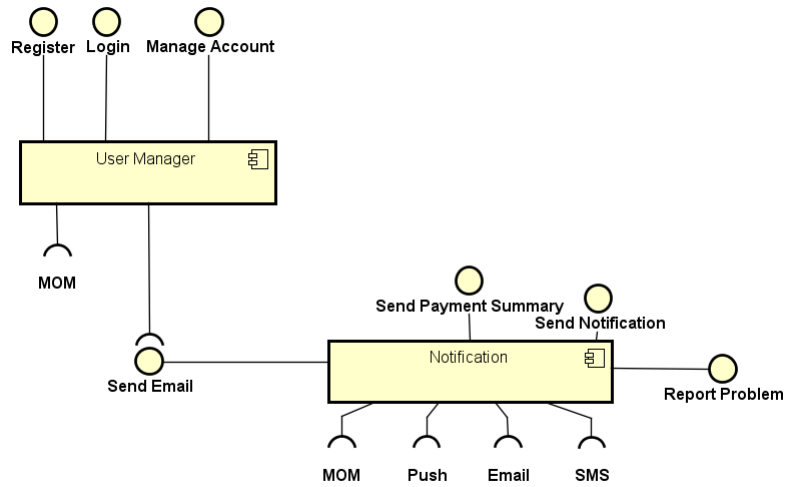 Register
Login
Manage Account
User Manager
MOM
Send Payment Summary
Send Notification
Notification
Send Email
Report Problem
MOM
Push
Email
SMS